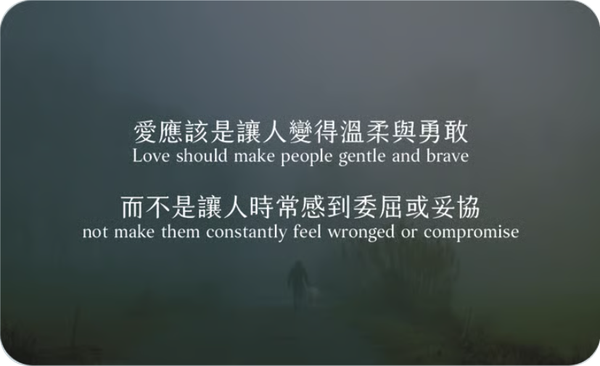 愛應該是讓人變得溫柔與勇敢
Love should make people gentle and brave
而不是讓人時常感到委屈或妥協
not make them constantly feel wronged or compromise